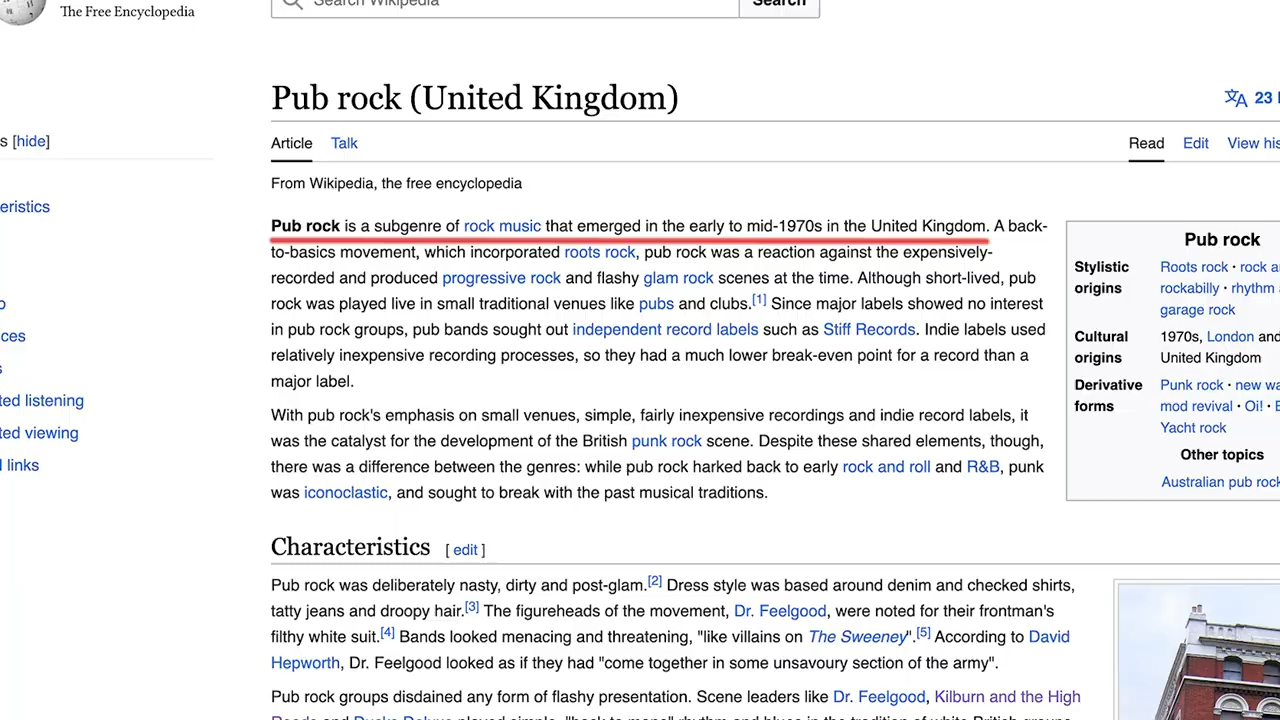 The Free Encyclopedia
Search Wikipedia
Search
Pub rock (United Kingdom)
23
s [hide]
Article Talk
Read Edit View his
From Wikipedia, the free encyclopedia
eristics
ces
ted listening
ted viewing
l links
Pub rock is a subgenre of rock music that emerged in the early to mid-1970s in the United Kingdom. A back-
to-basics movement, which incorporated roots rock, pub rock was a reaction against the expensively-
recorded and produced progressive rock and flashy glam rock scenes at the time. Although short-lived, pub
rock was played live in small traditional venues like pubs and clubs.[1] Since major labels showed no interest
in pub rock groups, pub bands sought out independent record labels such as Stiff Records. Indie labels used
relatively inexpensive recording processes, so they had a much lower break-even point for a record than a
major label.
With pub rock's emphasis on small venues, simple, fairly inexpensive recordings and indie record labels, it
was the catalyst for the development of the British punk rock scene. Despite these shared elements, though,
there was a difference between the genres: while pub rock harked back to early rock and roll and R&B, punk
was iconoclastic, and sought to break with the past musical traditions.
Pub rock
Stylistic origins
Roots rock · rock a
rockabilly · rhythm
garage rock
Cultural origins
1970s, London and
United Kingdom
Derivative forms
Punk rock · new wa
mod revival · Oi! ·
Yacht rock
Other topics
Australian pub rock
Characteristics [ edit ]
Pub rock was deliberately nasty, dirty and post-glam.[2] Dress style was based around denim and checked shirts,
tatty jeans and droopy hair.[3] The figureheads of the movement, Dr. Feelgood, were noted for their frontman's
filthy white suit.[4] Bands looked menacing and threatening, "like villains on The Sweeney".[5] According to David
Hepworth, Dr. Feelgood looked as if they had "come together in some unsavoury section of the army".
Pub rock groups disdained any form of flashy presentation. Scene leaders like Dr. Feelgood, Kilburn and the High